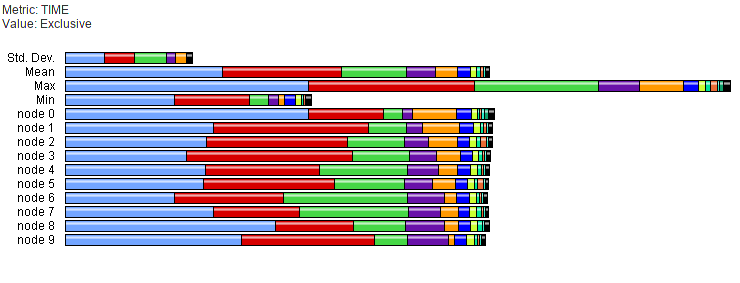 Metric: TIME
Value: Exclusive
Std. Dev.
Mean
Max
Min
node 0
node 1
node 2
node 3
node 4
node 5
node 6
node 7
node 8
node 9